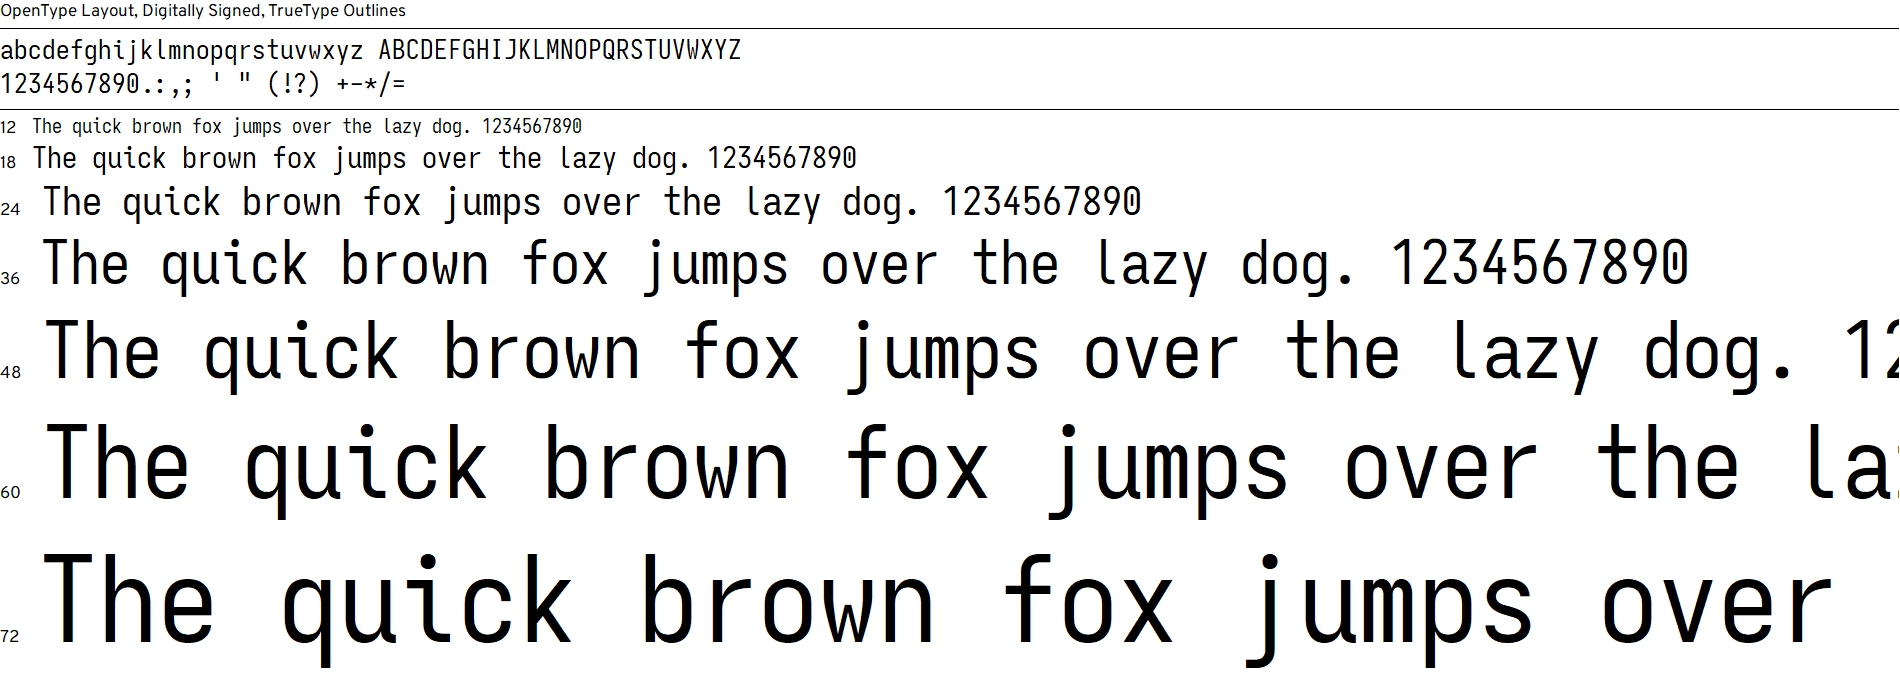 OpenType Layout, Digitally Signed, TrueType Outlines
abcdefghijklmnopqrstuvwxyz ABCDEFGHIJKLMNOPQRSTUVWXYZ
1234567890.:,; ' " (!?) +-*/=
12 The quick brown fox jumps over the lazy dog. 1234567890
18 The quick brown fox jumps over the lazy dog. 1234567890
24 The quick brown fox jumps over the lazy dog. 1234567890
36 The quick brown fox jumps over the lazy dog. 1234567890
48 The quick brown fox jumps over the lazy dog. 12
60 The quick brown fox jumps over the la
72 The quick brown fox jumps over